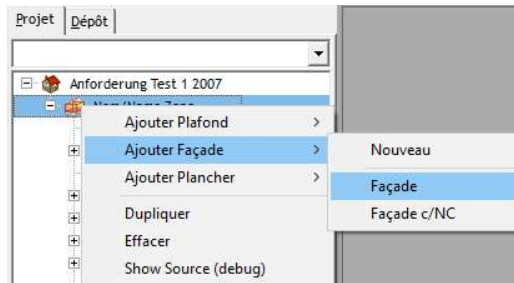 Projet Dépôt
Anforderung Test 1 2007
Ajouter Plafond
Ajouter Façade
Nouveau
Ajouter Plancher
Façade
Dupliquer
Façade c/NC
Effacer
Show Source (debug)